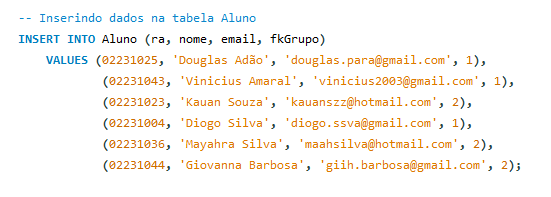 -- Inserindo dados na tabela Aluno
INSERT INTO Aluno (ra, nome, email, fkGrupo)
VALUES (02231025, 'Douglas Adão', 'douglas.para@gmail.com', 1),
(02231043, 'Vinicius Amaral', 'vinicius2003@gmail.com', 1),
(02231023, 'Kauan Souza', 'kauanszz@hotmail.com', 2),
(02231004, 'Diogo Silva', 'diogo.ssva@gmail.com', 1),
(02231036, 'Mayahra Silva', 'maahsilva@hotmail.com', 2),
(02231044, 'Giovanna Barbosa', 'giih.barbosa@gmail.com', 2);